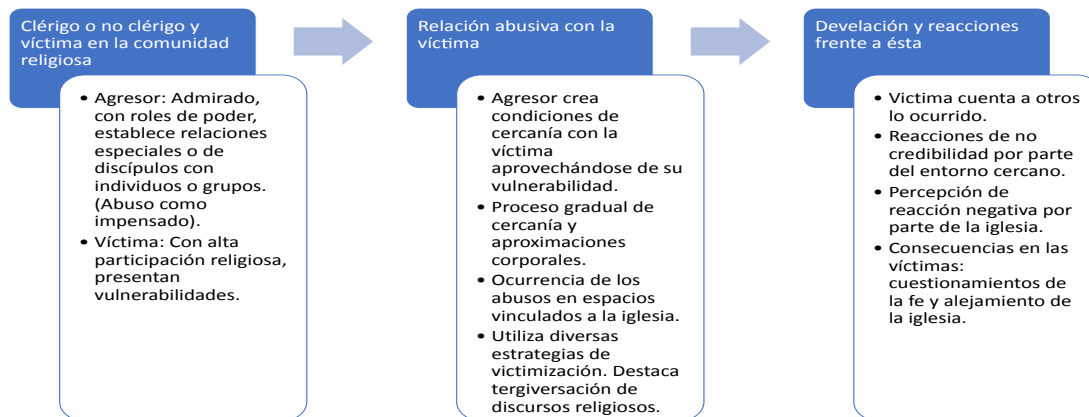 Clérigo o no clérigo y
víctima en la comunidad
religiosa
• Agresor: Admirado,
con roles de poder,
establece relaciones
especiales o de
discípulos con
individuos o grupos.
(Abuso como
impensado).
• Víctima: Con alta
participación religiosa,
presentan
vulnerabilidades.
Relación abusiva con la
víctima
• Agresor crea
condiciones de
cercanía con la
víctima
aprovechándose de su
vulnerabilidad.
• Proceso gradual de
cercanía y
aproximaciones
corporales.
• Ocurrencia de los
abusos en espacios
vinculados a la iglesia.
• Utiliza diversas
estrategias de
victimización. Destaca
tergiversación de
discursos religiosos.
Develación y reacciones
frente a ésta
• Victima cuenta a otros
lo ocurrido.
• Reacciones de no
credibilidad por parte
del entorno cercano.
• Percepción de
reacción negativa por
parte de la iglesia.
• Consecuencias en las
víctimas:
cuestionamientos de
la fe y alejamiento de
la iglesia.